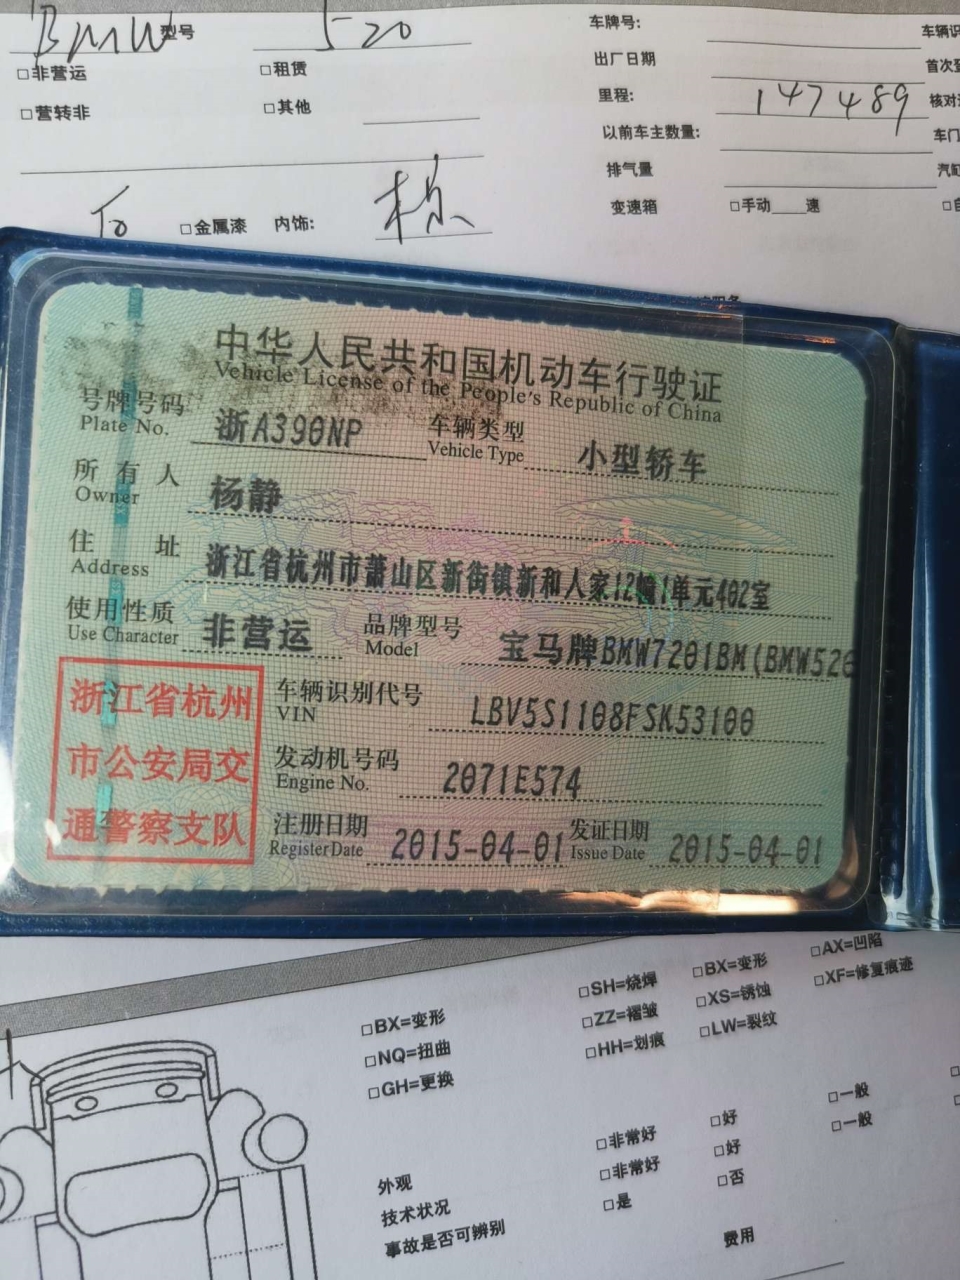 BMW 型号 520 车牌号: 车辆识
□非营运 □租赁 出厂日期 首次登
□营转非 □其他 里程: 147489 核对
以前车主数量: 车门
排气量 汽缸
□金属漆 内饰: 变速箱 □手动 速 □自
中华人民共和国机动车行驶证
Vehicle License of the People's Republic of China
号牌号码 浙A390NP 车辆类型 小型轿车
Plate No. Vehicle Type
所有人 杨静
Owner
住址 浙江省杭州市萧山区新街镇新和人家12幢1单元402室
Address
使用性质 非营运 品牌型号 宝马牌BMW7201BM(BMW520
Use Character Model
浙江省杭州
市公安局交
通警察支队
车辆识别代号 LBV5S1108FSK53100
VIN
发动机号码 2071E574
Engine No.
注册日期 2015-04-01 发证日期 2015-04-01
Register Date Issue Date
□BX=变形 □SH=烧焊 □BX=变形 □AX=凹陷
□NQ=扭曲 □ZZ=褶皱 □XS=锈蚀 □XF=修复痕迹
□GH=更换 □HH=划痕 □LW=裂纹
外观 □非常好 □好 □一般
技术状况 □非常好 □好 □一般
事故是否可辨别 □是 □否
费用